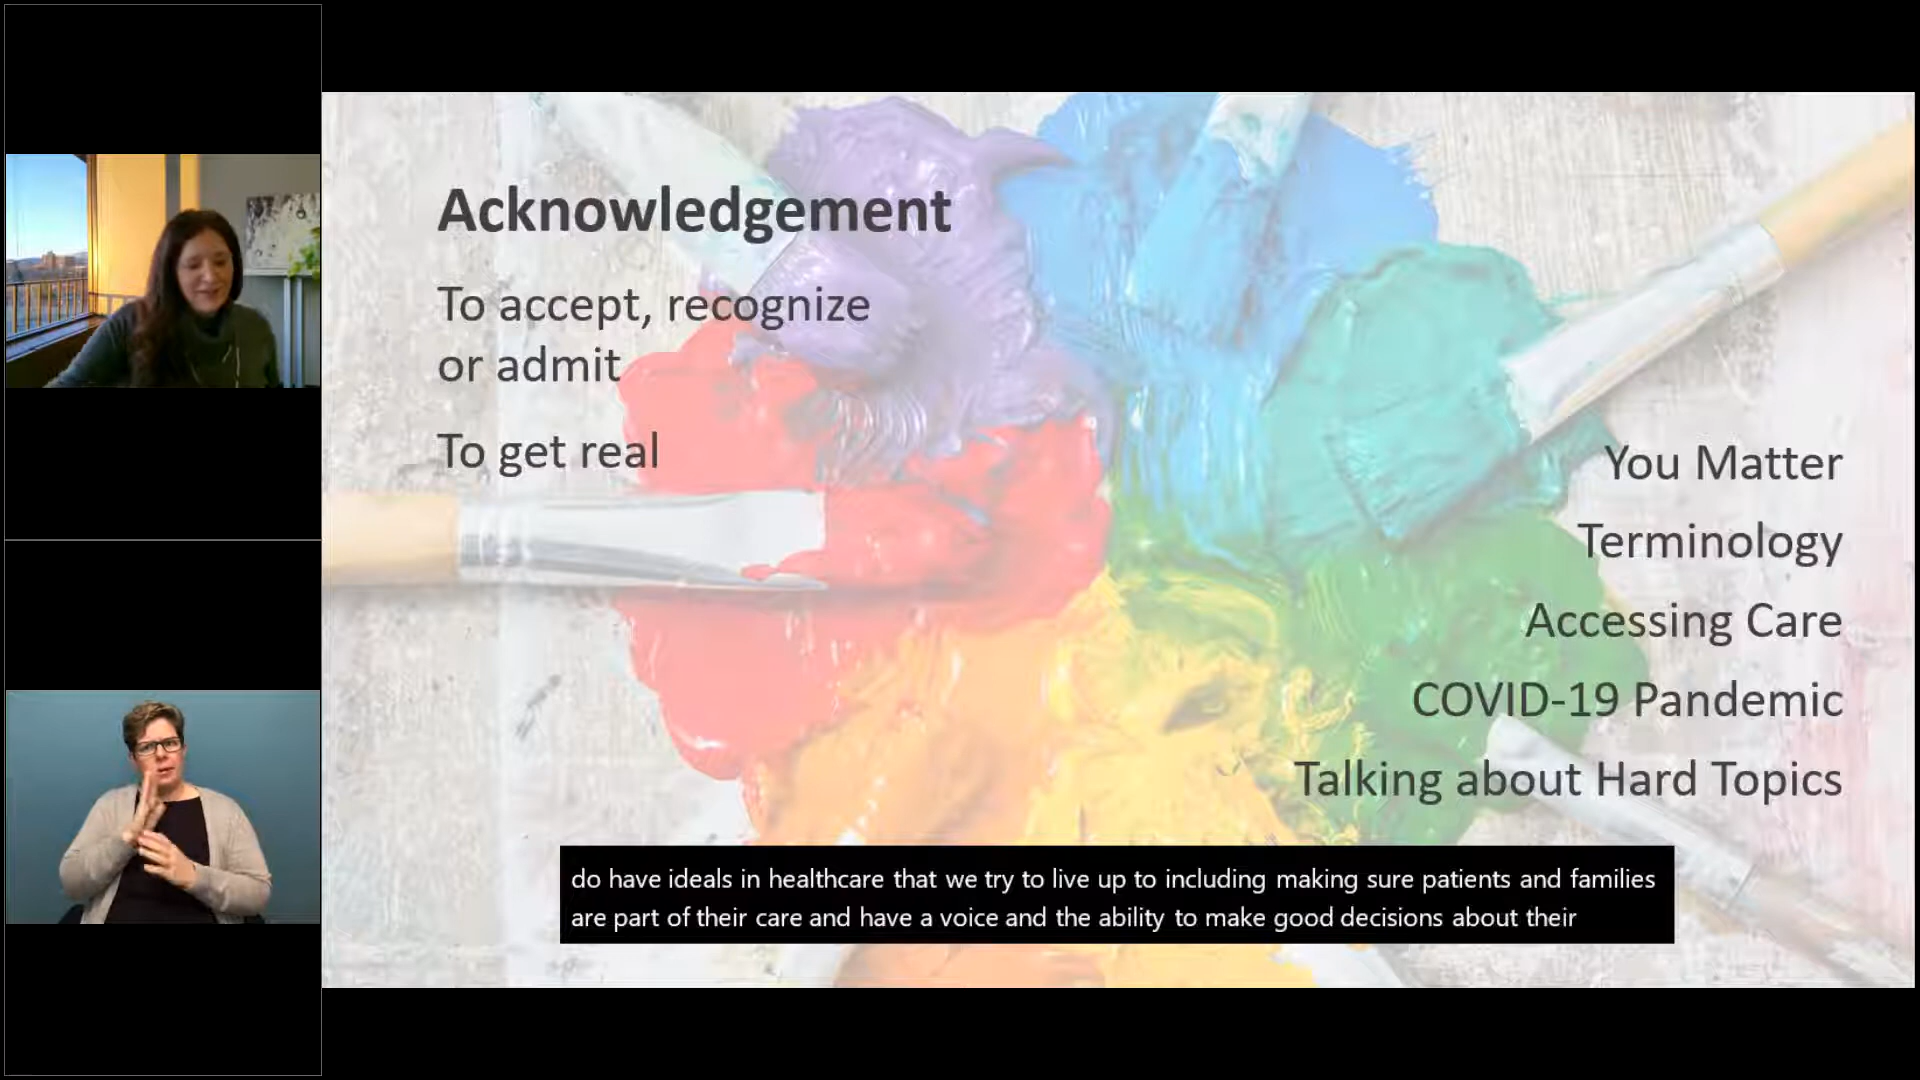 Acknowledgement
To accept, recognize
or admit
To get real
You Matter
Terminology
Accessing Care
COVID-19 Pandemic
Talking about Hard Topics
do have ideals in healthcare that we try to live up to including making sure patients and families
are part of their care and have a voice and the ability to make good decisions about their